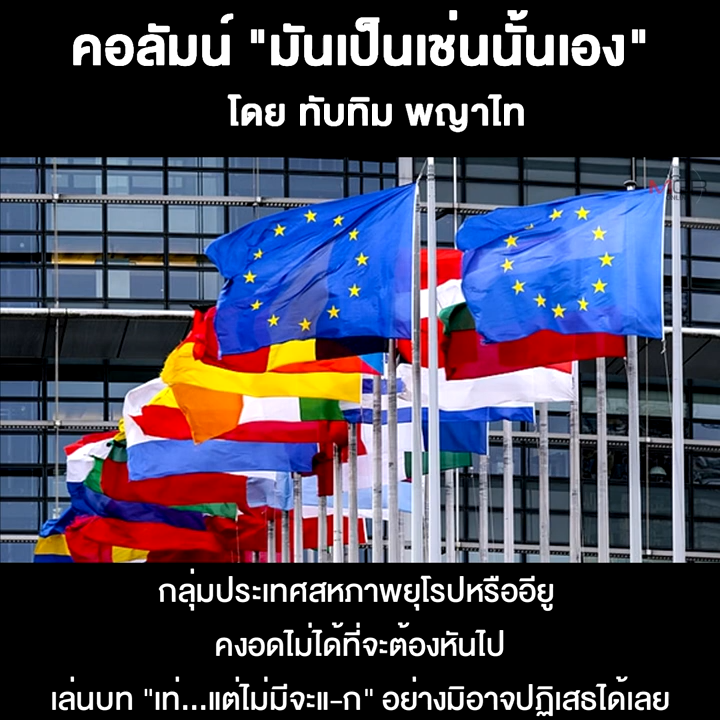 คอลัมน์ "มันเป็นเช่นนั้นเอง"
โดย ทับทิม พญาไท
กลุ่มประเทศสหภาพยุโรปหรืออียู
คงอดไม่ได้ที่จะต้องหันไป
เล่นบท "เท่...แต่ไม่มีจะแ-ก" อย่างมิอาจปฏิเสธได้เลย